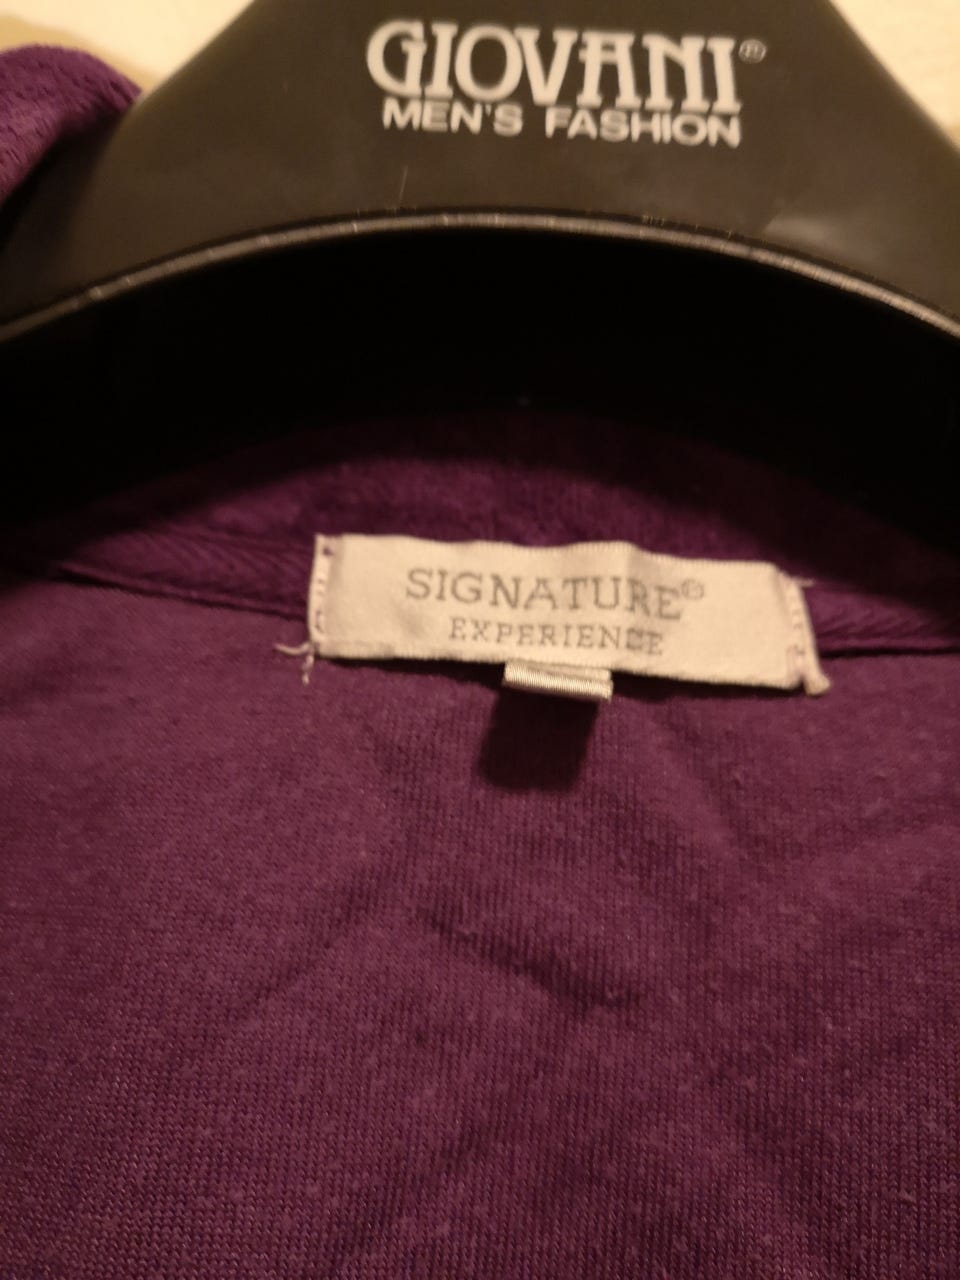 GIOVANI®
MEN'S FASHION
SIGNATURE®
EXPERIENCE